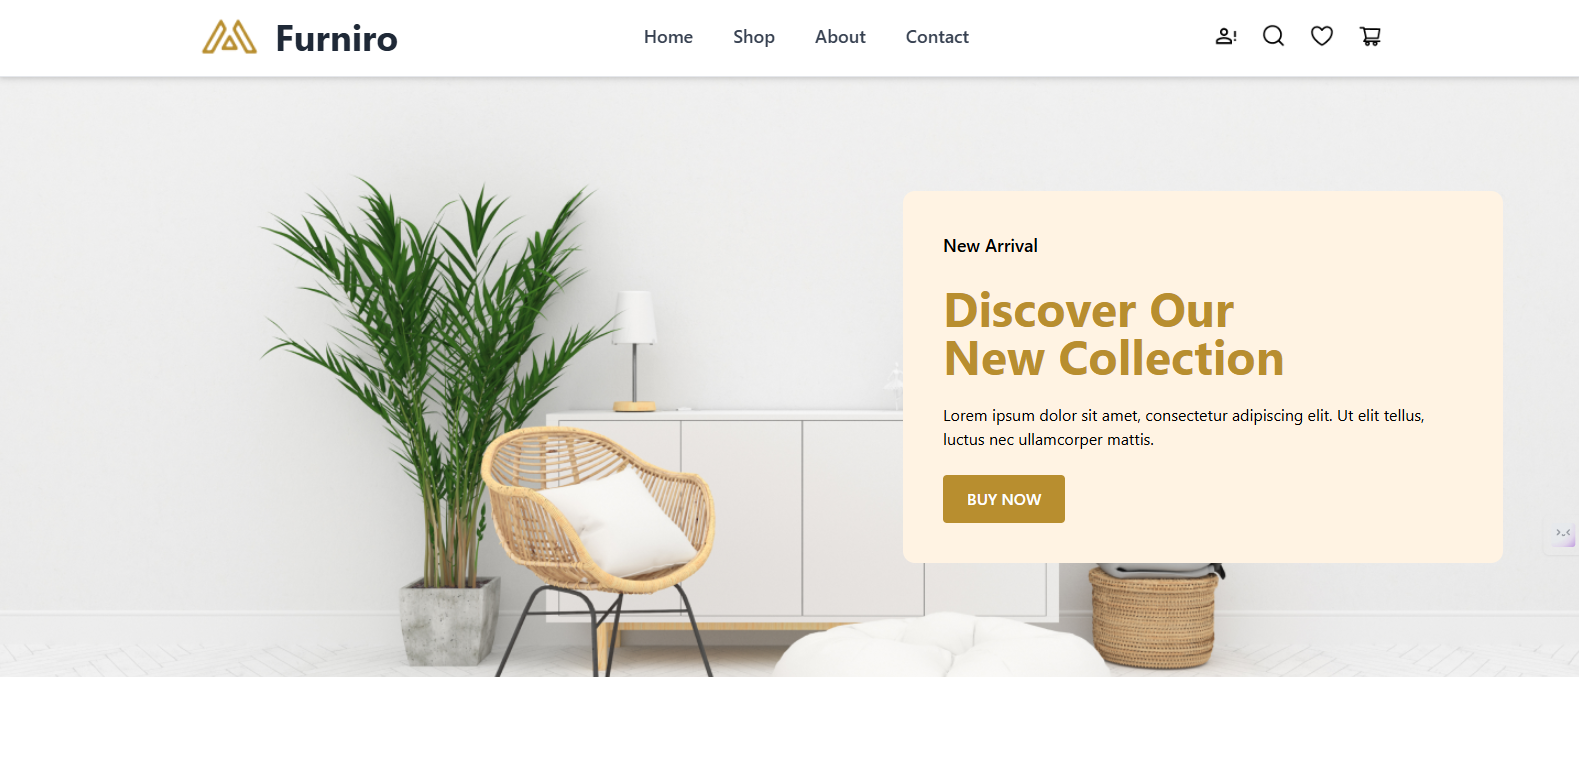 Furniro
Home Shop About Contact
New Arrival
Discover Our
New Collection
Lorem ipsum dolor sit amet, consectetur adipiscing elit. Ut elit tellus,
luctus nec ullamcorper mattis.
BUY NOW